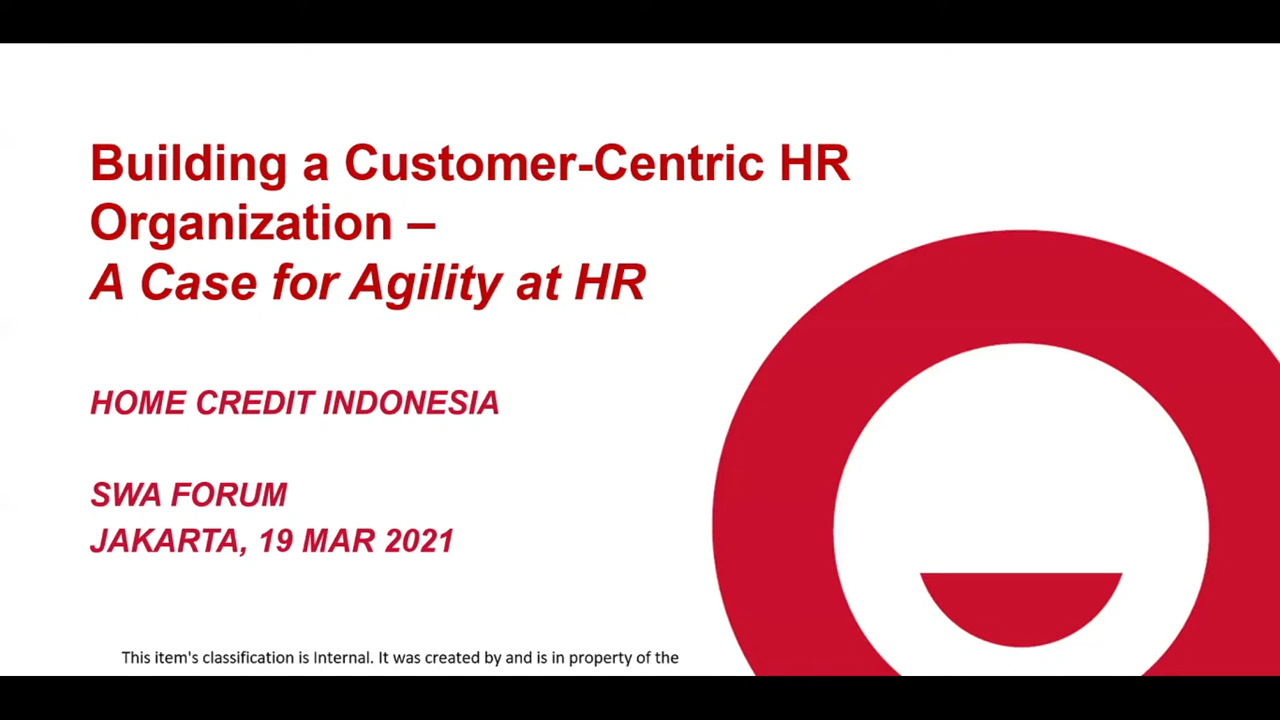 Building a Customer-Centric HR
Organization –
A Case for Agility at HR
HOME CREDIT INDONESIA
SWA FORUM
JAKARTA, 19 MAR 2021
This item's classification is Internal. It was created by and is in property of the